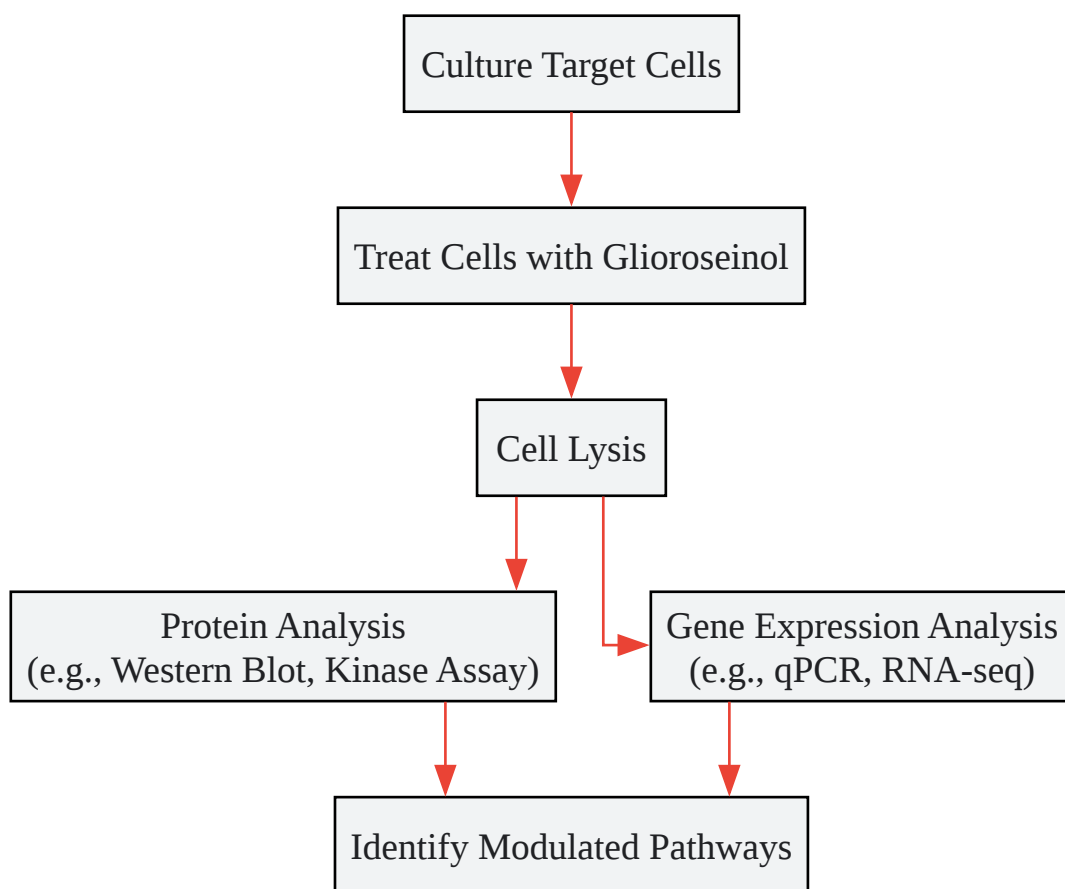 Culture Target Cells
Treat Cells with Glioroseinol
Cell Lysis
Protein Analysis
(e.g., Western Blot, Kinase Assay)
Gene Expression Analysis
(e.g., qPCR, RNA-seq)
Identify Modulated Pathways